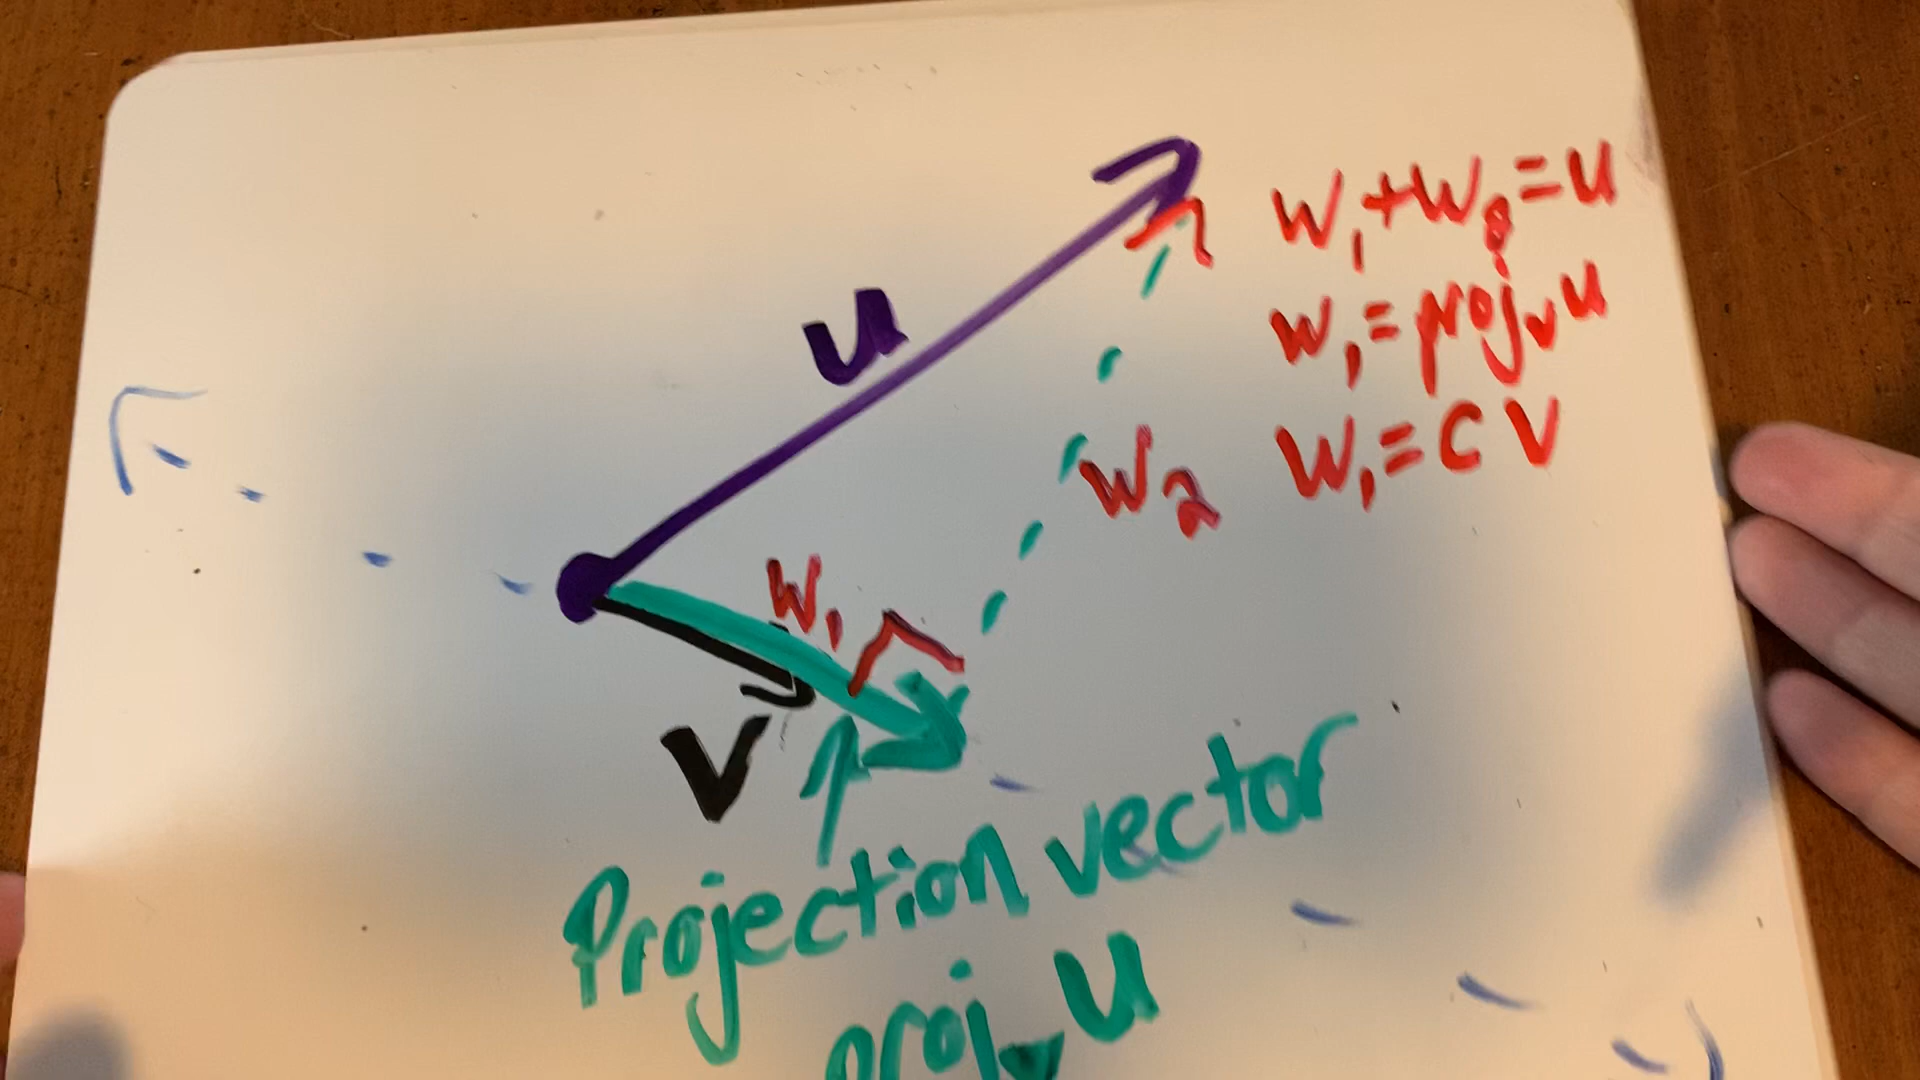 W₁+W₂=u
u
W₁=projᵥu
W₁=cV
W₂
W₁
V
Projection vector
projᵥu